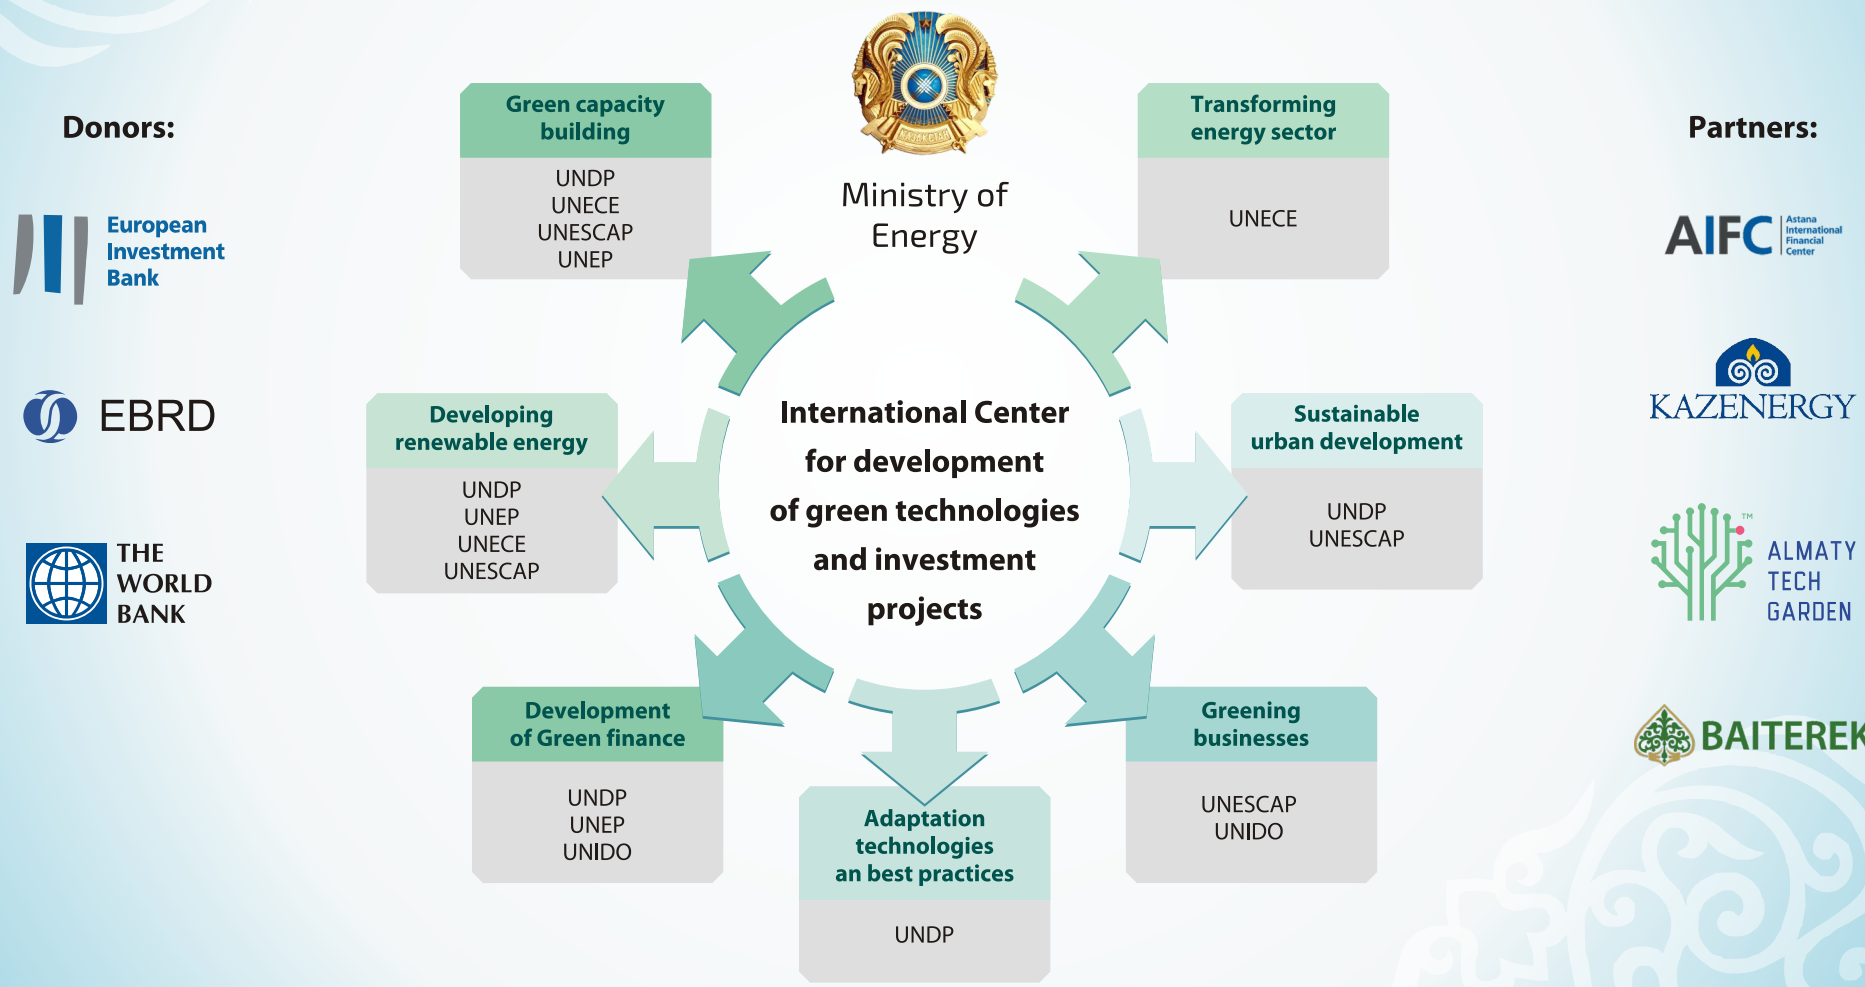 Donors:
European
Investment
Bank
EBRD
THE
WORLD
BANK
Green capacity
building
UNDP
UNECE
UNESCAP
UNEP
ҚАЗАҚСТАН
Ministry of
Energy
Transforming
energy sector
UNECE
Developing
renewable energy
UNDP
UNEP
UNECE
UNESCAP
International Center
for development
of green technologies
and investment
projects
Sustainable
urban development
UNDP
UNESCAP
Development
of Green finance
UNDP
UNEP
UNIDO
Adaptation
technologies
an best practices
UNDP
Greening
businesses
UNESCAP
UNIDO
Partners:
AIFC
Astana
International
Financial
Center
KAZENERGY
TM
ALMATY
TECH
GARDEN
BAITEREK